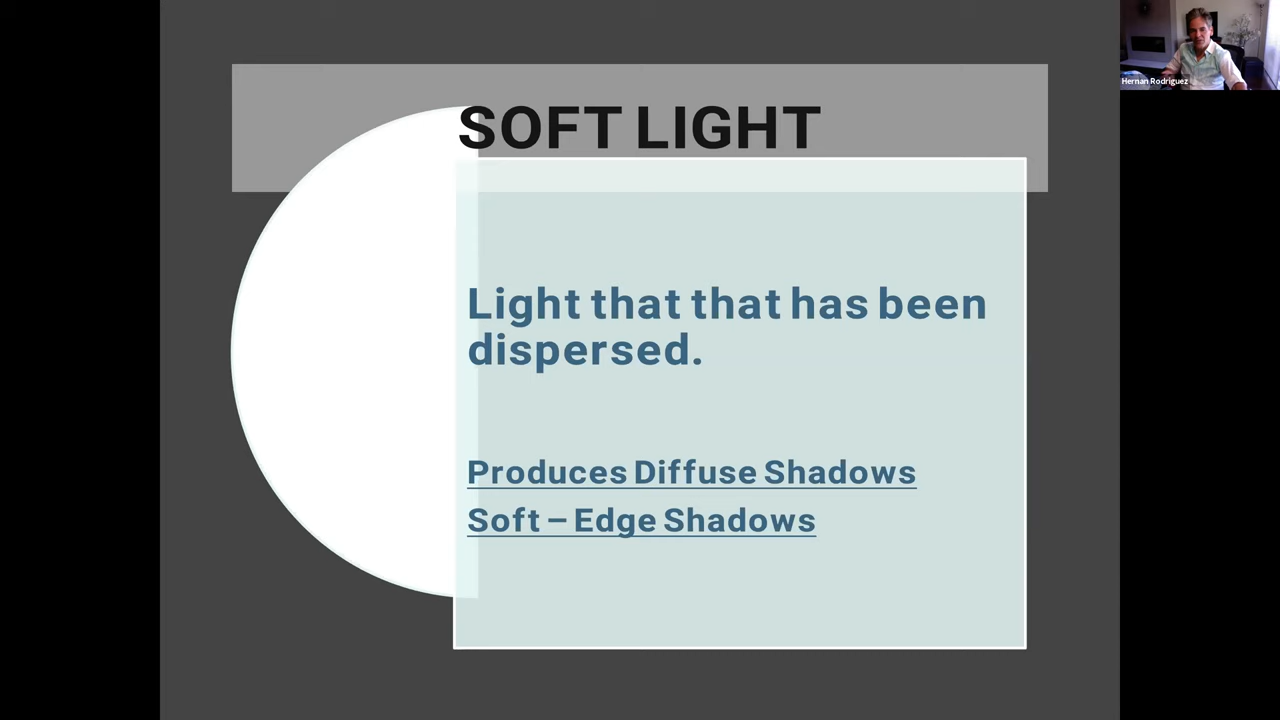 SOFT LIGHT
Hernan Rodriguez
Light that that has been
dispersed.
Produces Diffuse Shadows
Soft – Edge Shadows